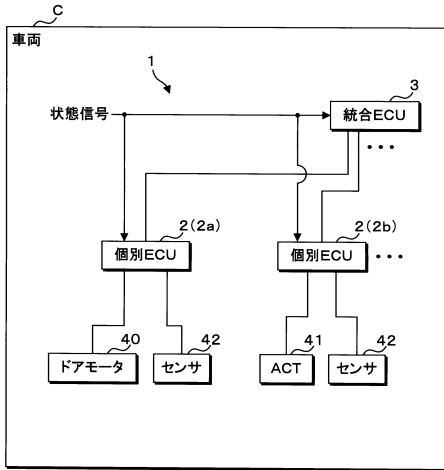 C
車両
1
状態信号
3
統合ECU
・・・
2(2a)
個別ECU
2(2b)
個別ECU
・・・
40
ドアモータ
42
センサ
41
ACT
42
センサ